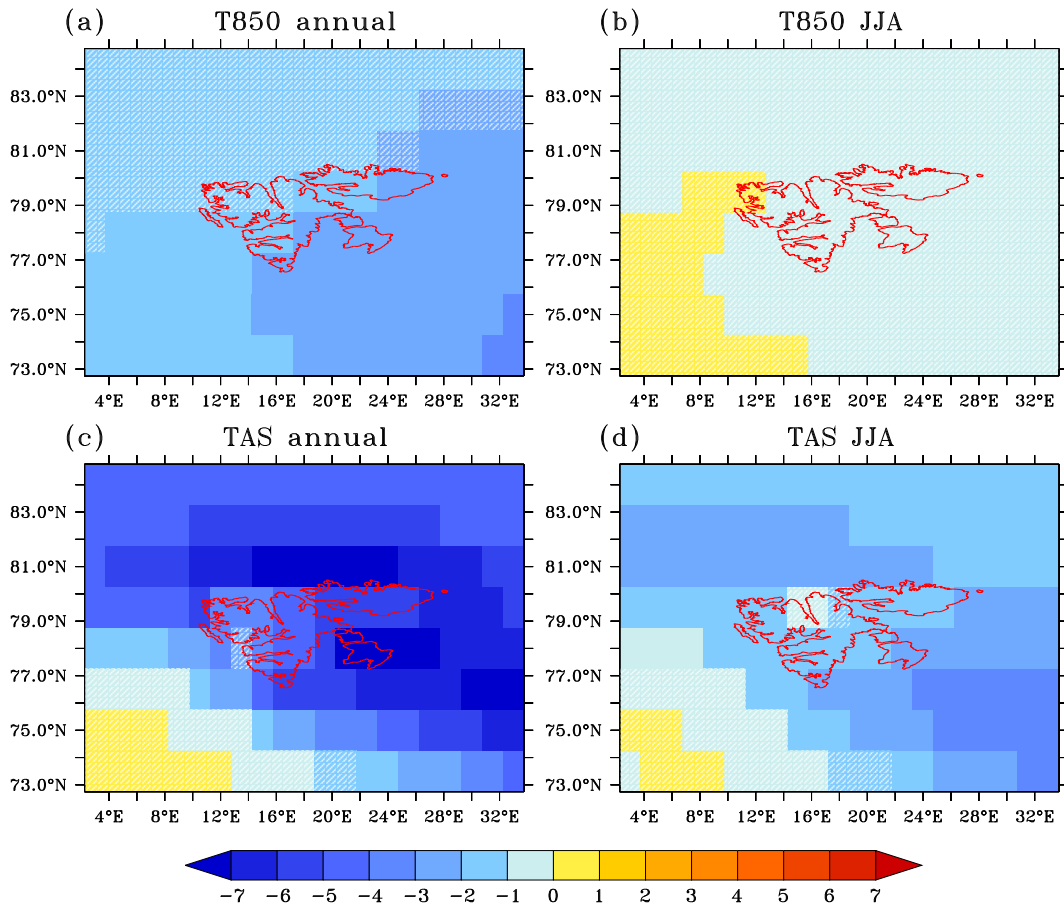 (a) T850 annual (b) T850 JJA
83.0°N 83.0°N
81.0°N 81.0°N
79.0°N 79.0°N
77.0°N 77.0°N
75.0°N 75.0°N
73.0°N 73.0°N
4°E 8°E 12°E 16°E 20°E 24°E 28°E 32°E 4°E 8°E 12°E 16°E 20°E 24°E 28°E 32°E
(c) TAS annual (d) TAS JJA
83.0°N 83.0°N
81.0°N 81.0°N
79.0°N 79.0°N
77.0°N 77.0°N
75.0°N 75.0°N
73.0°N 73.0°N
4°E 8°E 12°E 16°E 20°E 24°E 28°E 32°E 4°E 8°E 12°E 16°E 20°E 24°E 28°E 32°E
−7 −6 −5 −4 −3 −2 −1 0 1 2 3 4 5 6 7